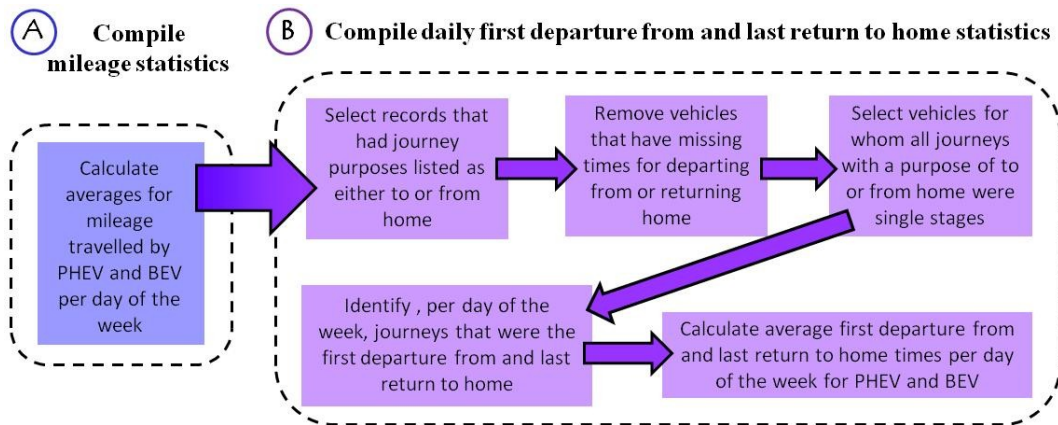 A
Compile
mileage statistics
Calculate
averages for
mileage
travelled by
PHEV and BEV
per day of the
week
B
Compile daily first departure from and last return to home statistics
Select records that
had journey
purposes listed as
either to or from
home
Remove vehicles
that have missing
times for departing
from or returning
home
Select vehicles for
whom all journeys
with a purpose of to
or from home were
single stages
Identify , per day of the
week, journeys that were the
first departure from and last
return to home
Calculate average first departure from
and last return to home times per day
of the week for PHEV and BEV